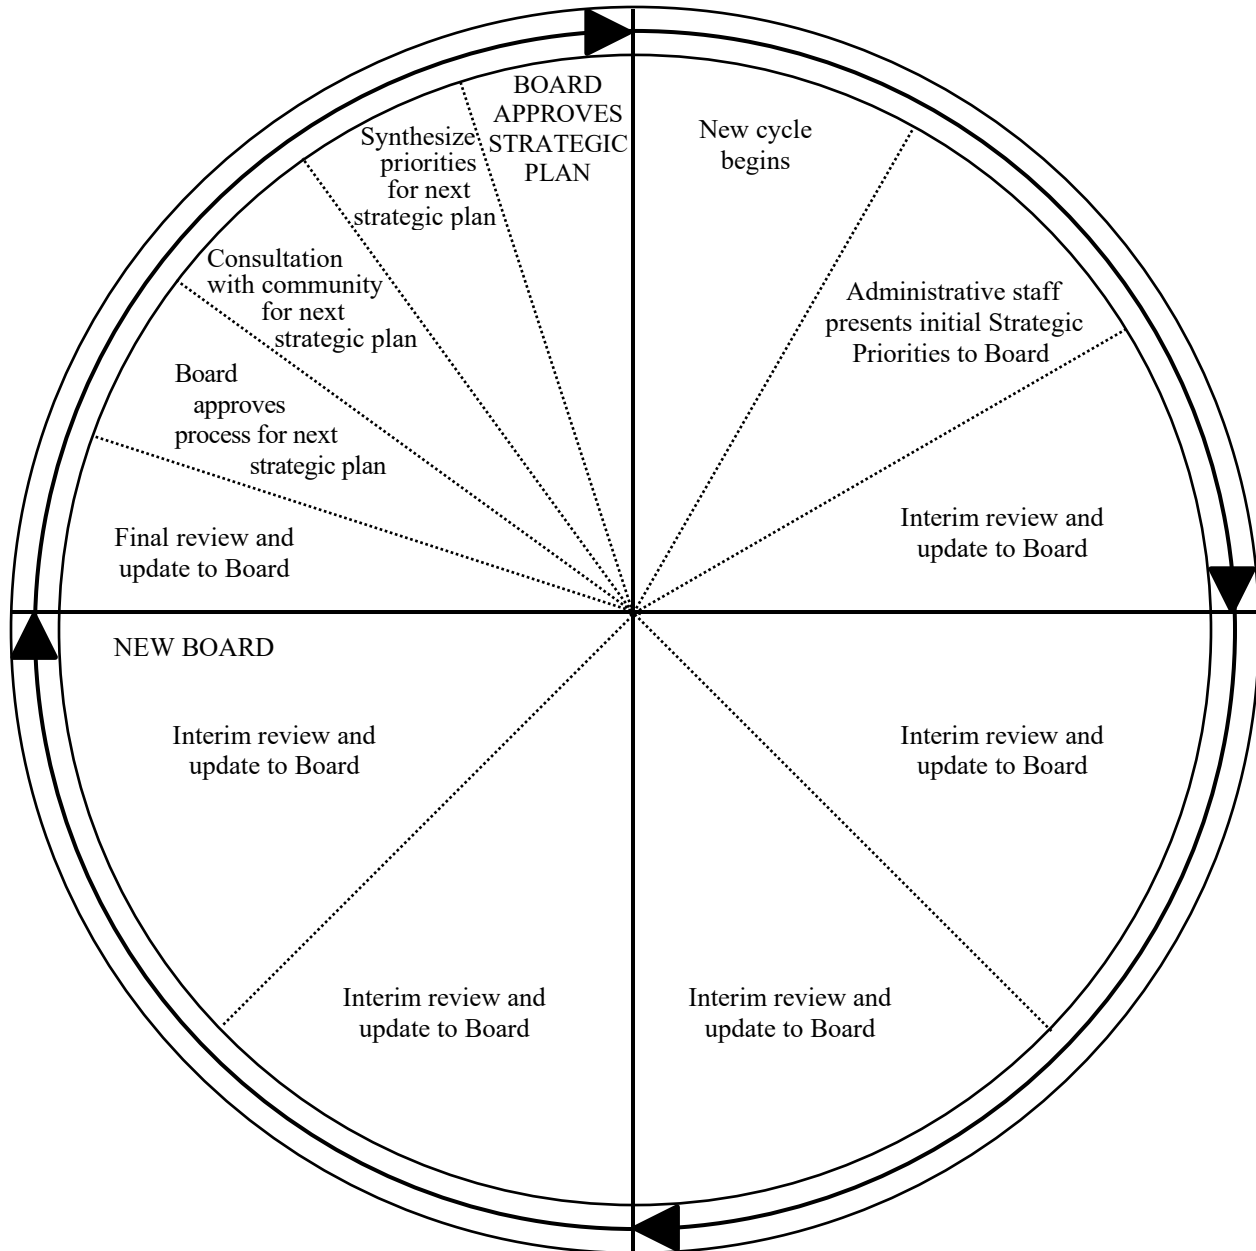 BOARD
APPROVES
STRATEGIC
PLAN
New cycle
begins
Administrative staff
presents initial Strategic
Priorities to Board
Interim review and
update to Board
Interim review and
update to Board
Interim review and
update to Board
Interim review and
update to Board
NEW BOARD
Interim review and
update to Board
Final review and
update to Board
Board
approves
process for next
strategic plan
Consultation
with community
for next
strategic plan
Synthesize
priorities
for next
strategic plan